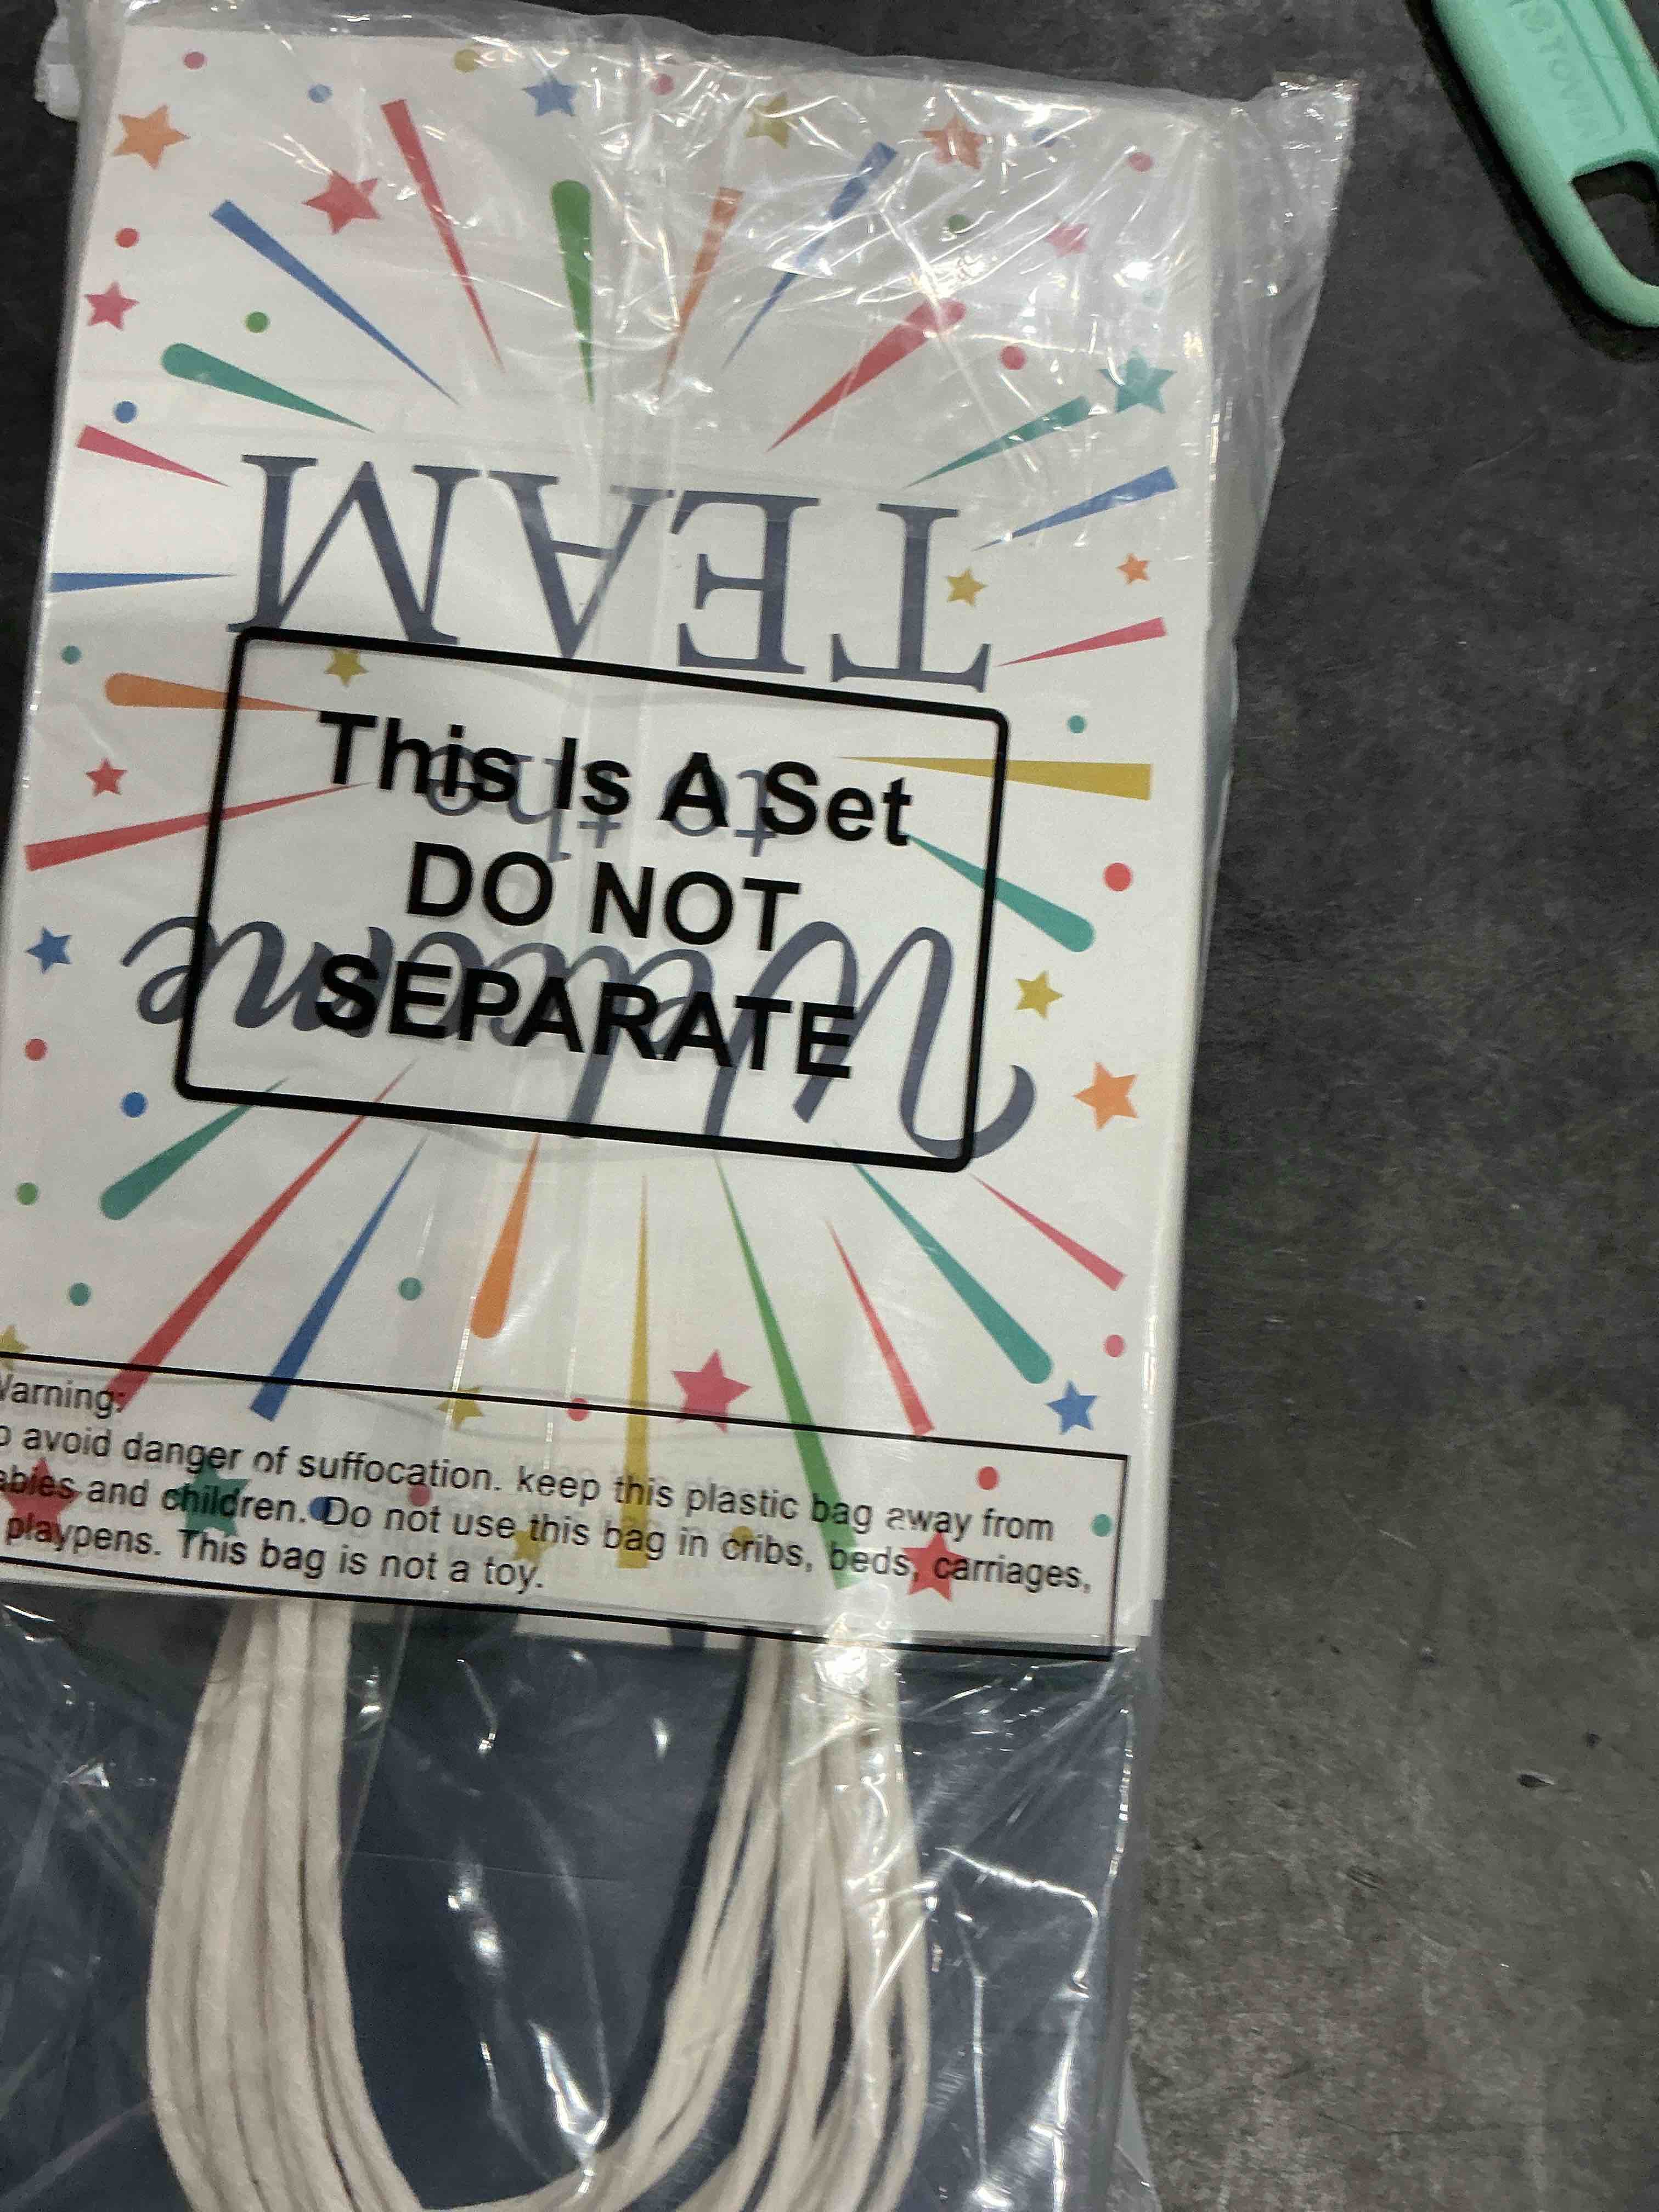 TEAM
to the
Welcome
This Is A Set
DO NOT
SEPARATE
Warning:
avoid danger of suffocation. keep this plastic bag away from
and children. Do not use this bag in cribs, beds, carriages,
playpens. This bag is not a toy.